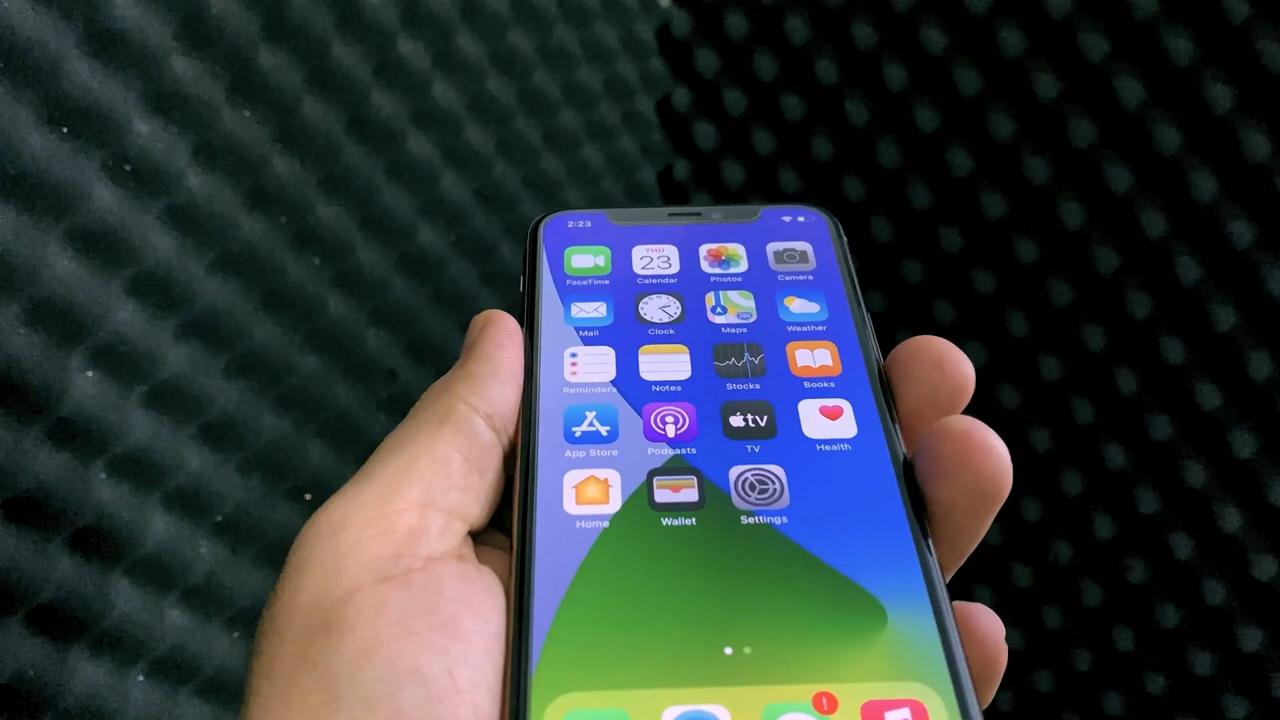 2:23
THU
23
FaceTime
Calendar
Photos
Camera
Mail
Clock
Maps
Weather
Reminders
Notes
Stocks
Books
tv
App Store
Podcasts
TV
Health
Home
Wallet
Settings
!